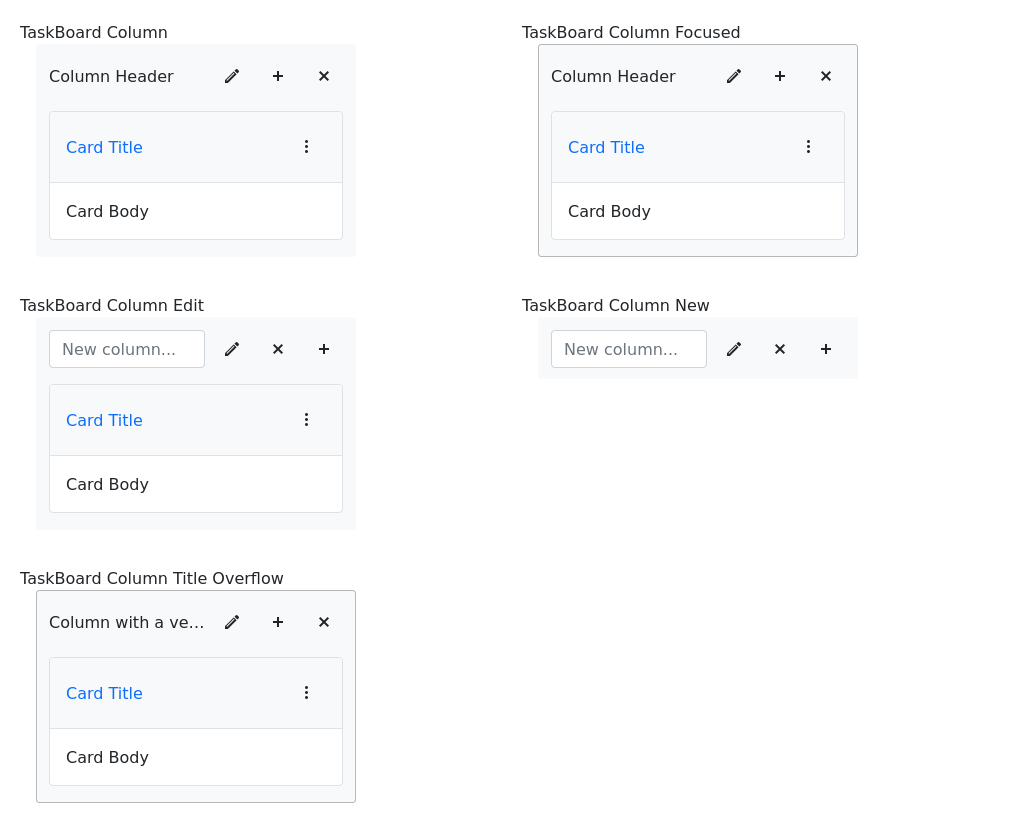 TaskBoard Column
Column Header
Card Title
Card Body
TaskBoard Column Focused
Column Header
Card Title
Card Body
TaskBoard Column Edit
New column...
Card Title
Card Body
TaskBoard Column New
New column...
TaskBoard Column Title Overflow
Column with a ve...
Card Title
Card Body